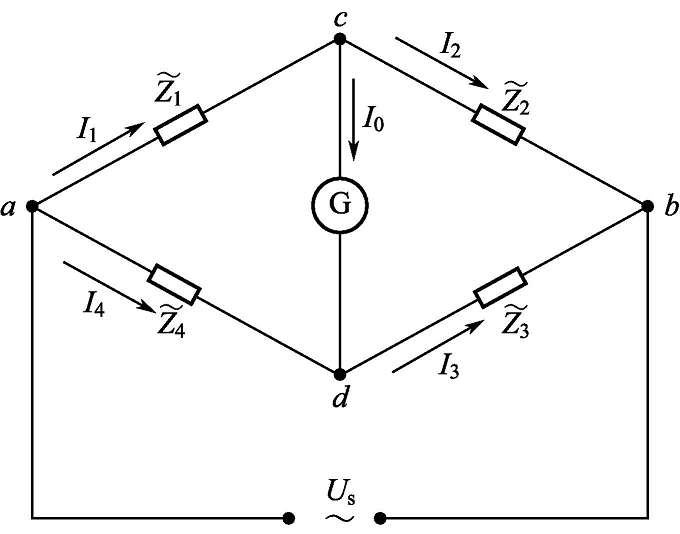 c
I₂
Z̃₁
Z̃₂
I₁
I₀
a
G
b
I₄
Z̃₄
Z̃₃
I₃
d
Uₛ
~